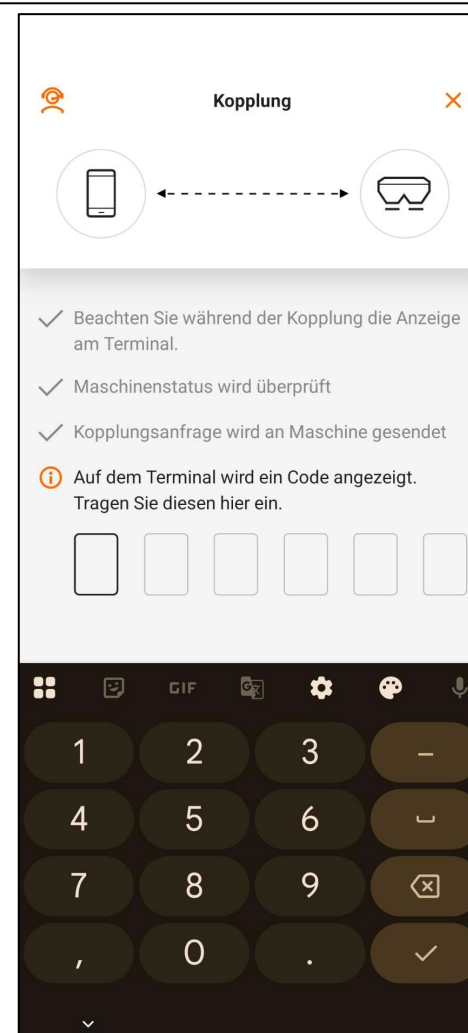 Kopplung
Beachten Sie während der Kopplung die Anzeige
am Terminal.
Maschinenstatus wird überprüft
Kopplungsanfrage wird an Maschine gesendet
Auf dem Terminal wird ein Code angezeigt.
Tragen Sie diesen hier ein.
GIF
1 2 3 –
4 5 6
7 8 9
, 0 .